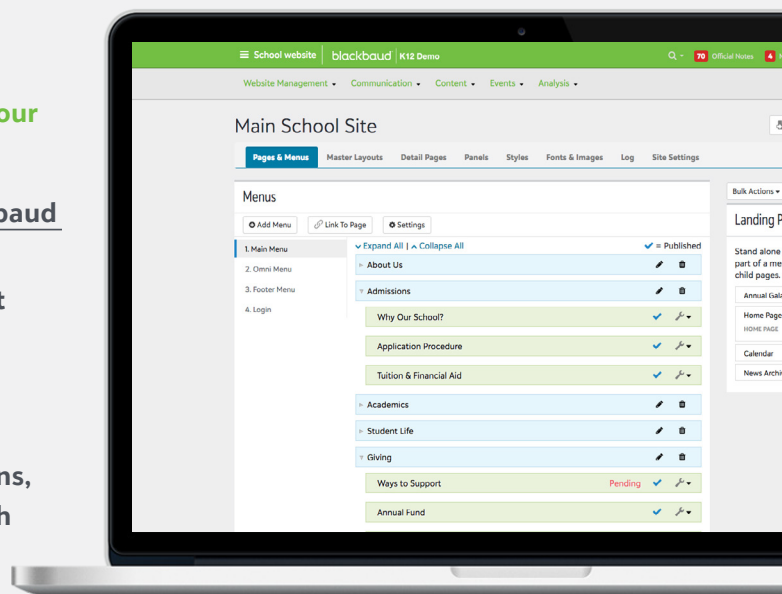 our
baud
t
ns,
h
School website blackbaud K12 Demo 70 Official Notes 4
Website Management Communication Content Events Analysis
Main School Site
Pages & Menus Master Layouts Detail Pages Panels Styles Fonts & Images Log Site Settings
Menus
Add Menu Link To Page Settings
1. Main Menu
2. Omni Menu
3. Footer Menu
4. Login
Expand All | Collapse All ✓ = Published
About Us
Admissions
Why Our School?
Application Procedure
Tuition & Financial Aid
Academics
Student Life
Giving
Ways to Support Pending
Annual Fund
Bulk Actions
Landing P
Stand alone
part of a me
child pages.
Annual Gala
Home Page
HOME PAGE
Calendar
News Archi